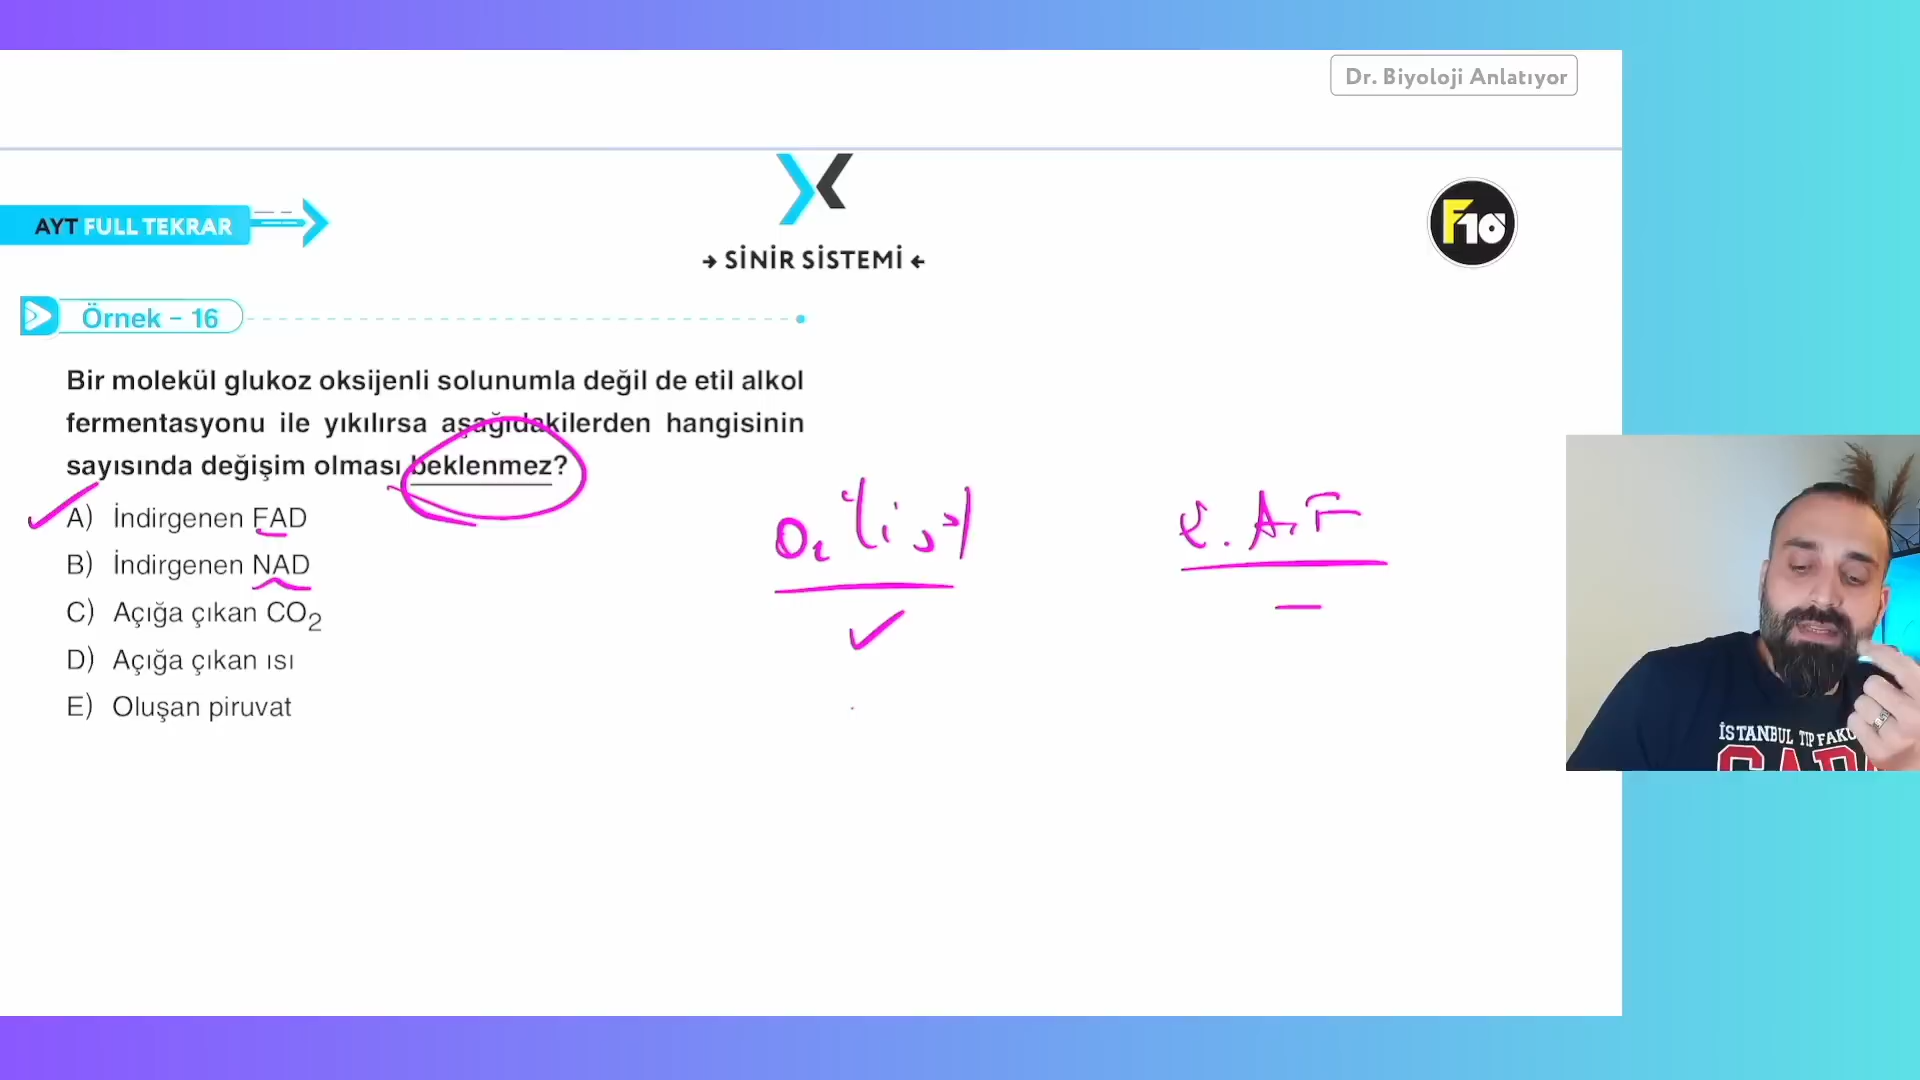 Dr. Biyoloji Anlatıyor
AYT FULL TEKRAR
→ SİNİR SİSTEMİ ←
F10
Örnek – 16
Bir molekül glukoz oksijenli solunumla değil de etil alkol
fermentasyonu ile yıkılırsa aşağıdakilerden hangisinin
sayısında değişim olması beklenmez?
A) İndirgenen FAD
B) İndirgenen NAD
C) Açığa çıkan CO₂
D) Açığa çıkan ısı
E) Oluşan piruvat
E.A.F
İSTANBUL TIP FAKÜ